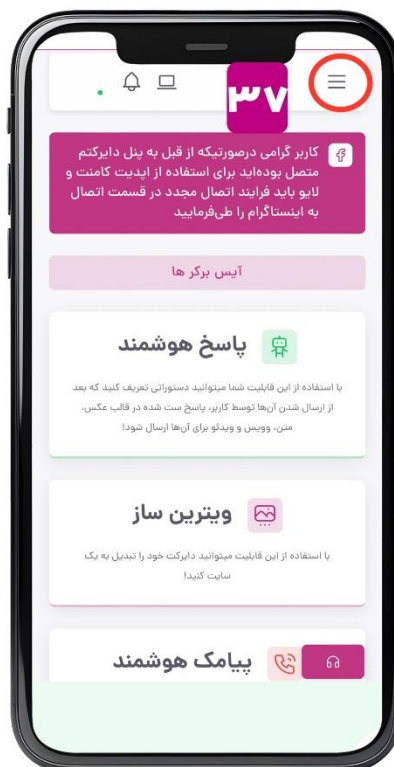 ۳۷
کاربر گرامی درصورتیکه از قبل به پنل دایرکتم
متصل بوده‌اید برای استفاده از آپدیت کامنت و
لایو باید فرایند اتصال مجدد در قسمت اتصال
به اینستاگرام را طی‌فرمایید
آیس برکر ها
پاسخ هوشمند
با استفاده از این قابلیت شما میتوانید دستوراتی تعریف کنید که بعد
از ارسال شدن آن‌ها توسط کاربر، پاسخ ست شده در قالب عکس،
متن، وویس و ویدئو برای آن‌ها ارسال شود!
ویترین ساز
با استفاده از این قابلیت میتوانید دایرکت خود را تبدیل به یک
سایت کنید!
پیامک هوشمند